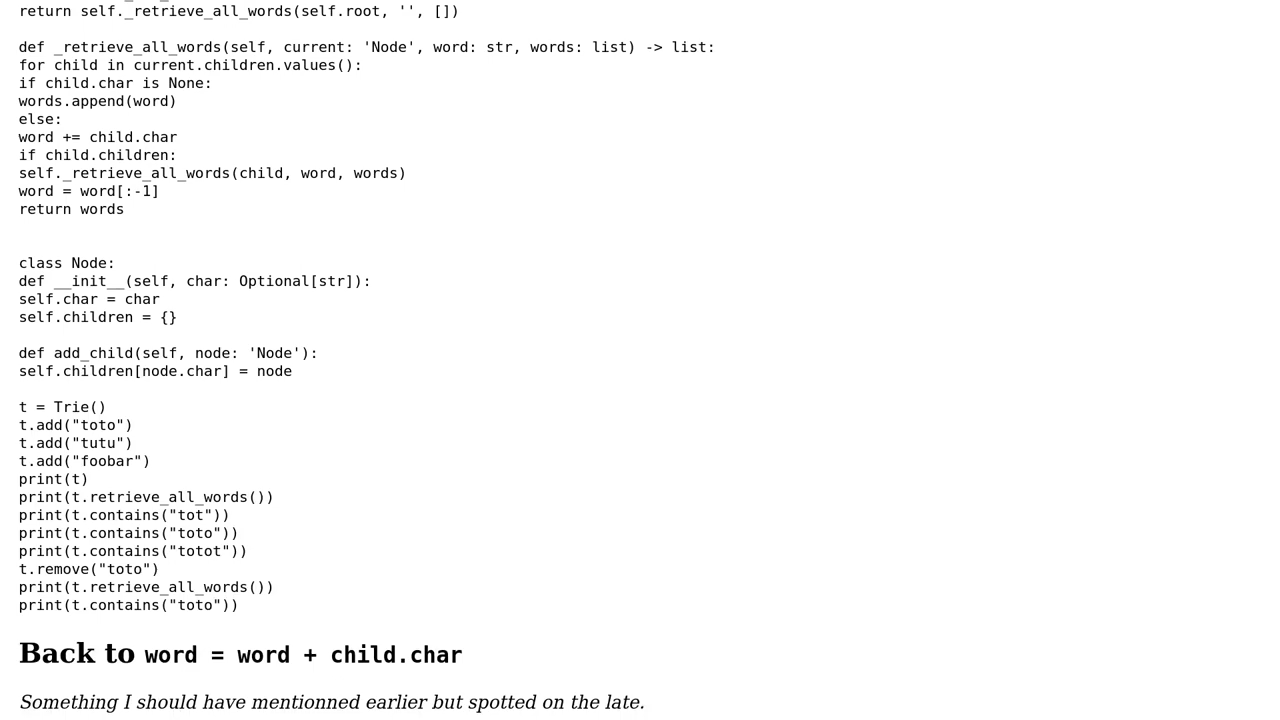 return self._retrieve_all_words(self.root, '', [])
def _retrieve_all_words(self, current: 'Node', word: str, words: list) -> list:
for child in current.children.values():
if child.char is None:
words.append(word)
else:
word += child.char
if child.children:
self._retrieve_all_words(child, word, words)
word = word[:-1]
return words
class Node:
def __init__(self, char: Optional[str]):
self.char = char
self.children = {}
def add_child(self, node: 'Node'):
self.children[node.char] = node
t = Trie()
t.add("toto")
t.add("tutu")
t.add("foobar")
print(t)
print(t.retrieve_all_words())
print(t.contains("tot"))
print(t.contains("toto"))
print(t.contains("totot"))
t.remove("toto")
print(t.retrieve_all_words())
print(t.contains("toto"))
Back to word = word + child.char
Something I should have mentionned earlier but spotted on the late.